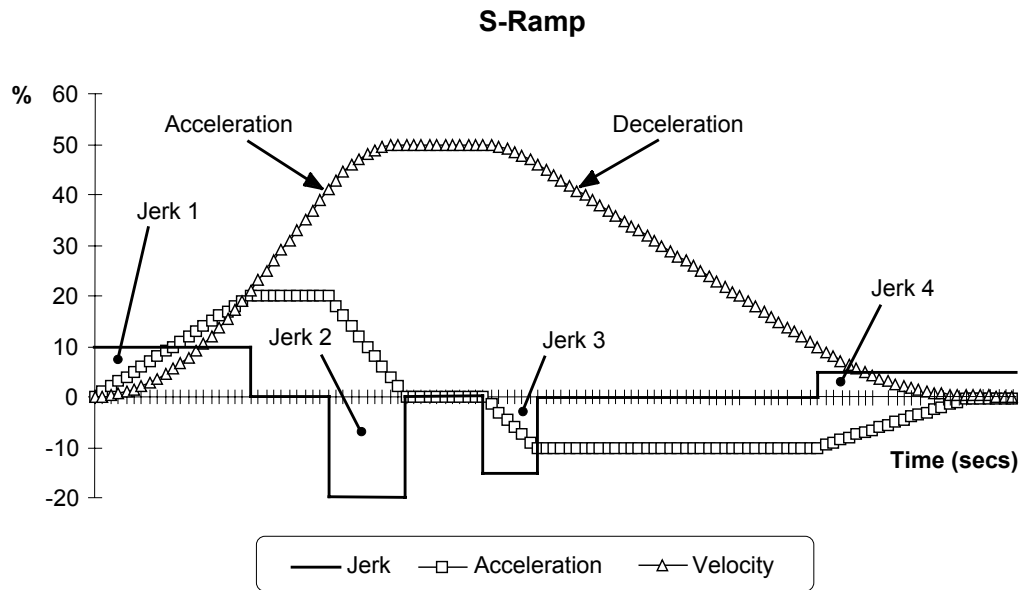 S-Ramp
%
60
Acceleration
Deceleration
50
40
Jerk 1
30
20
Jerk 4
Jerk 2
Jerk 3
10
0
-10
Time (secs)
-20
Jerk Acceleration Velocity